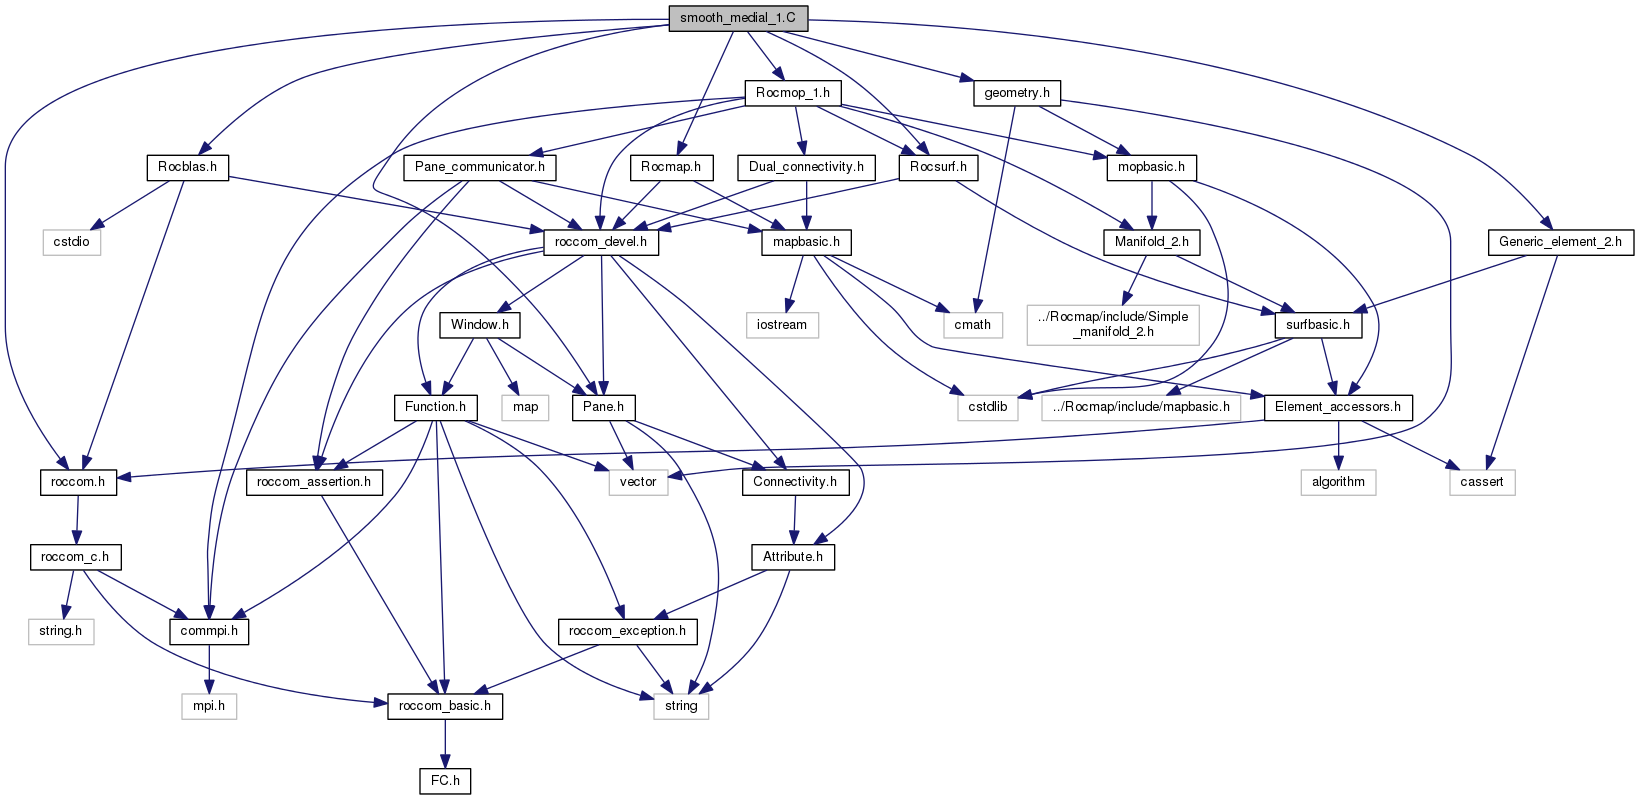 smooth_medial_1.C
Rocmop_1.h
geometry.h
Rocblas.h
Pane_communicator.h
Rocmap.h
Dual_connectivity.h
Rocsurf.h
mopbasic.h
cstdio
roccom_devel.h
mapbasic.h
Manifold_2.h
Generic_element_2.h
Window.h
iostream
cmath
../Rocmap/include/Simple
_manifold_2.h
surfbasic.h
Function.h
map
Pane.h
cstdlib
../Rocmap/include/mapbasic.h
Element_accessors.h
roccom.h
roccom_assertion.h
vector
Connectivity.h
algorithm
cassert
roccom_c.h
Attribute.h
string.h
commpi.h
roccom_exception.h
mpi.h
roccom_basic.h
string
FC.h